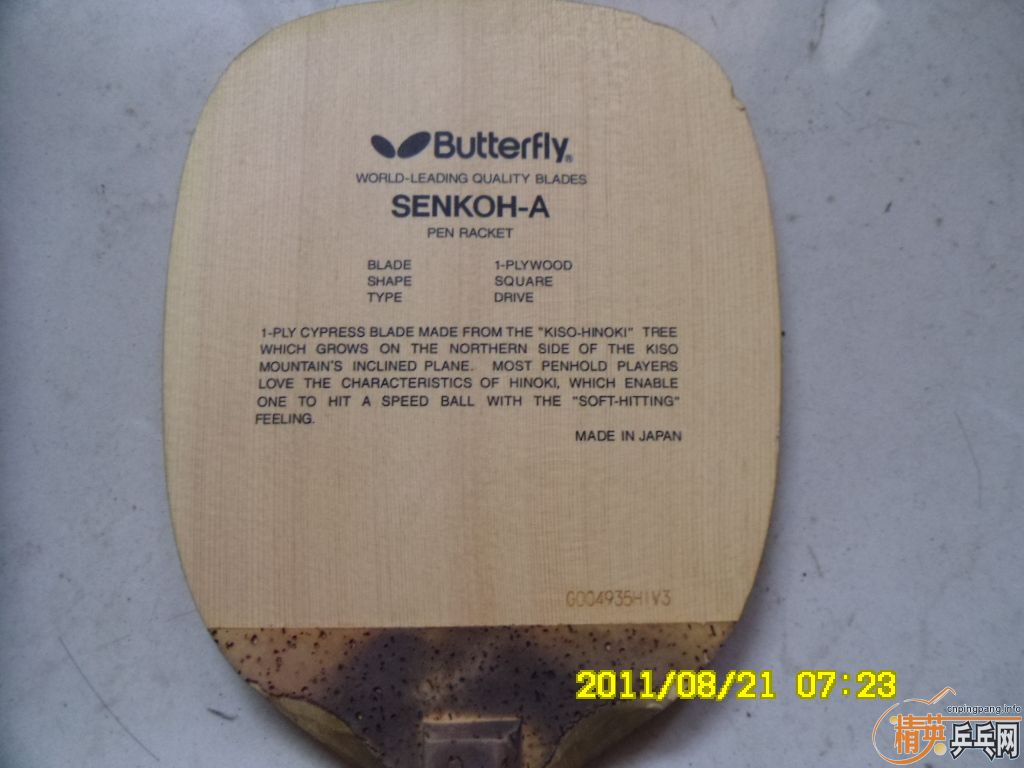 Butterfly®
WORLD-LEADING QUALITY BLADES
SENKOH-A
PEN RACKET
BLADE 1-PLYWOOD
SHAPE SQUARE
TYPE DRIVE
1-PLY CYPRESS BLADE MADE FROM THE "KISO-HINOKI" TREE
WHICH GROWS ON THE NORTHERN SIDE OF THE KISO
MOUNTAIN'S INCLINED PLANE. MOST PENHOLD PLAYERS
LOVE THE CHARACTERISTICS OF HINOKI, WHICH ENABLE
ONE TO HIT A SPEED BALL WITH THE "SOFT-HITTING"
FEELING.
MADE IN JAPAN
G004935HIV3
2011/08/21 07:23
cnpingpang.info
精英乒乓网